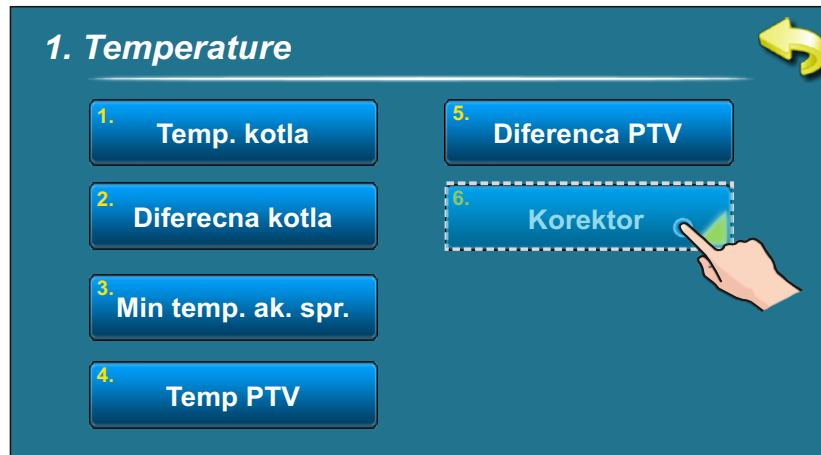 1. Temperature
1.
Temp. kotla
2.
Diferecna kotla
3.
Min temp. ak. spr.
4.
Temp PTV
5.
Diferenca PTV
6.
Korektor